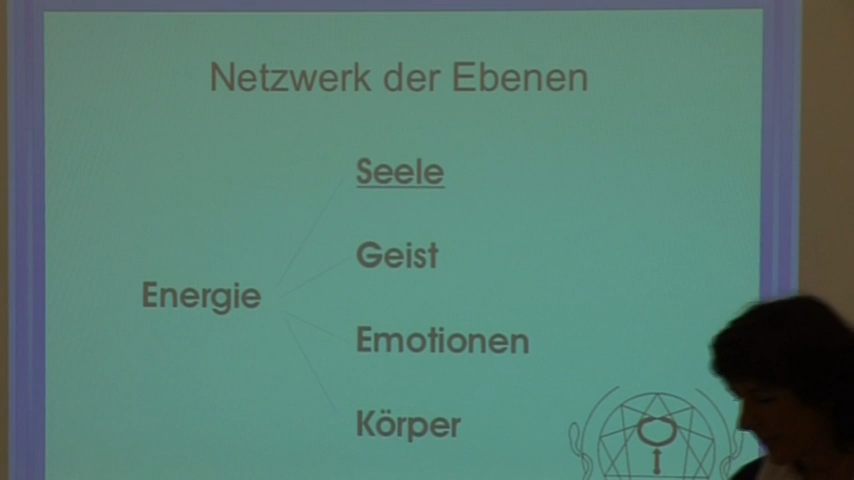 Netzwerk der Ebenen
Seele
Geist
Energie
Emotionen
Körper